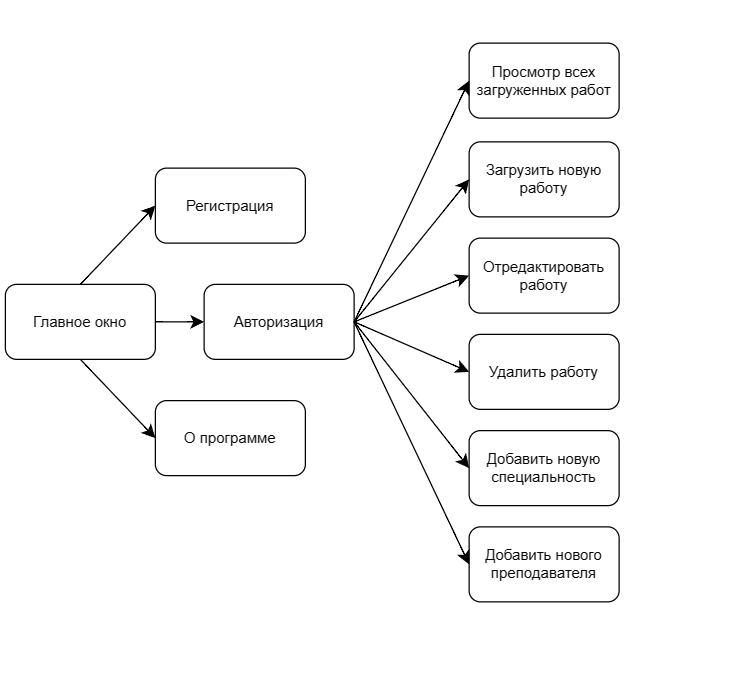 Просмотр всех
загруженных работ
Загрузить новую
работу
Регистрация
Отредактировать
работу
Главное окно
Авторизация
Удалить работу
О программе
Добавить новую
специальность
Добавить нового
преподавателя